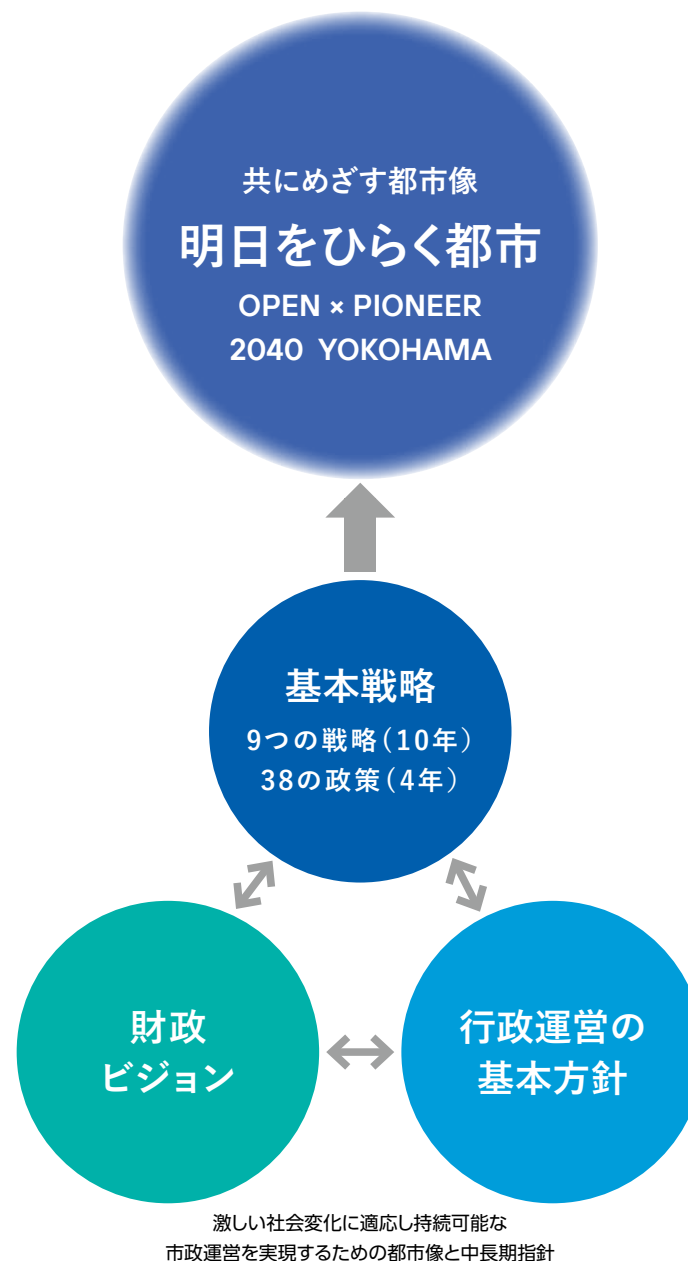 共にめざす都市像
明日をひらく都市
OPEN × PIONEER
2040 YOKOHAMA
基本戦略
9つの戦略（10年）
38の政策（4年）
財政
ビジョン
行政運営の
基本方針
激しい社会変化に適応し持続可能な
市政運営を実現するための都市像と中長期指針